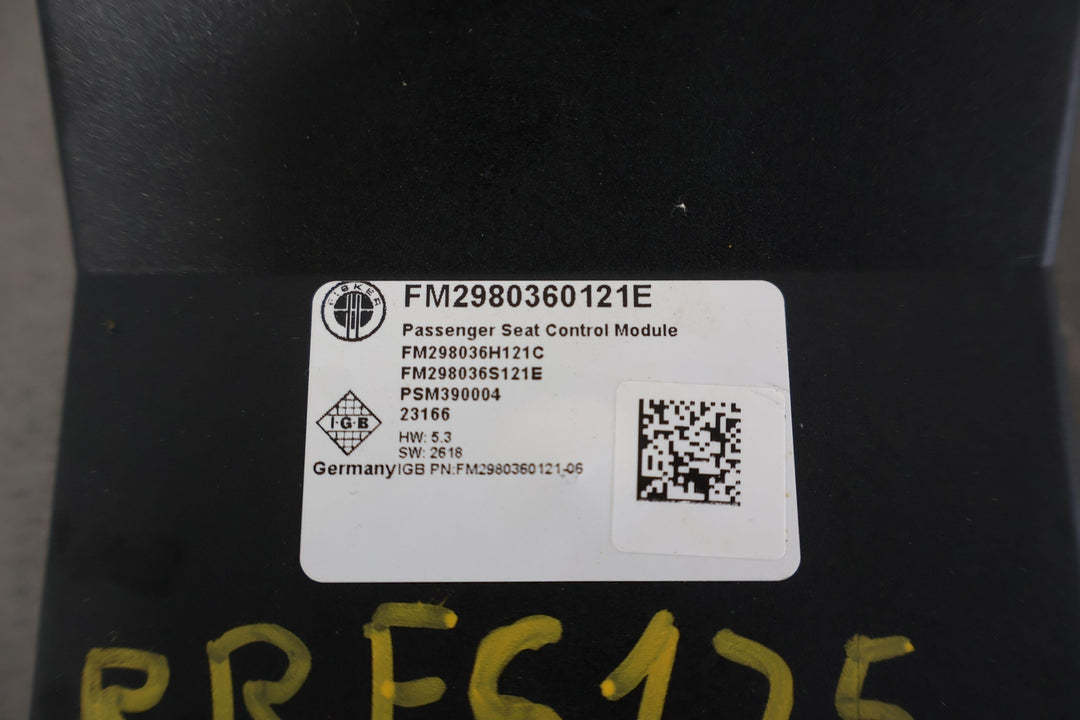 FISKER
FM2980360121E
Passenger Seat Control Module
FM298036H121C
FM298036S121E
PSM390004
23166
I·G·B
HW: 5.3
SW: 2618
Germany IGB PN:FM2980360121-06